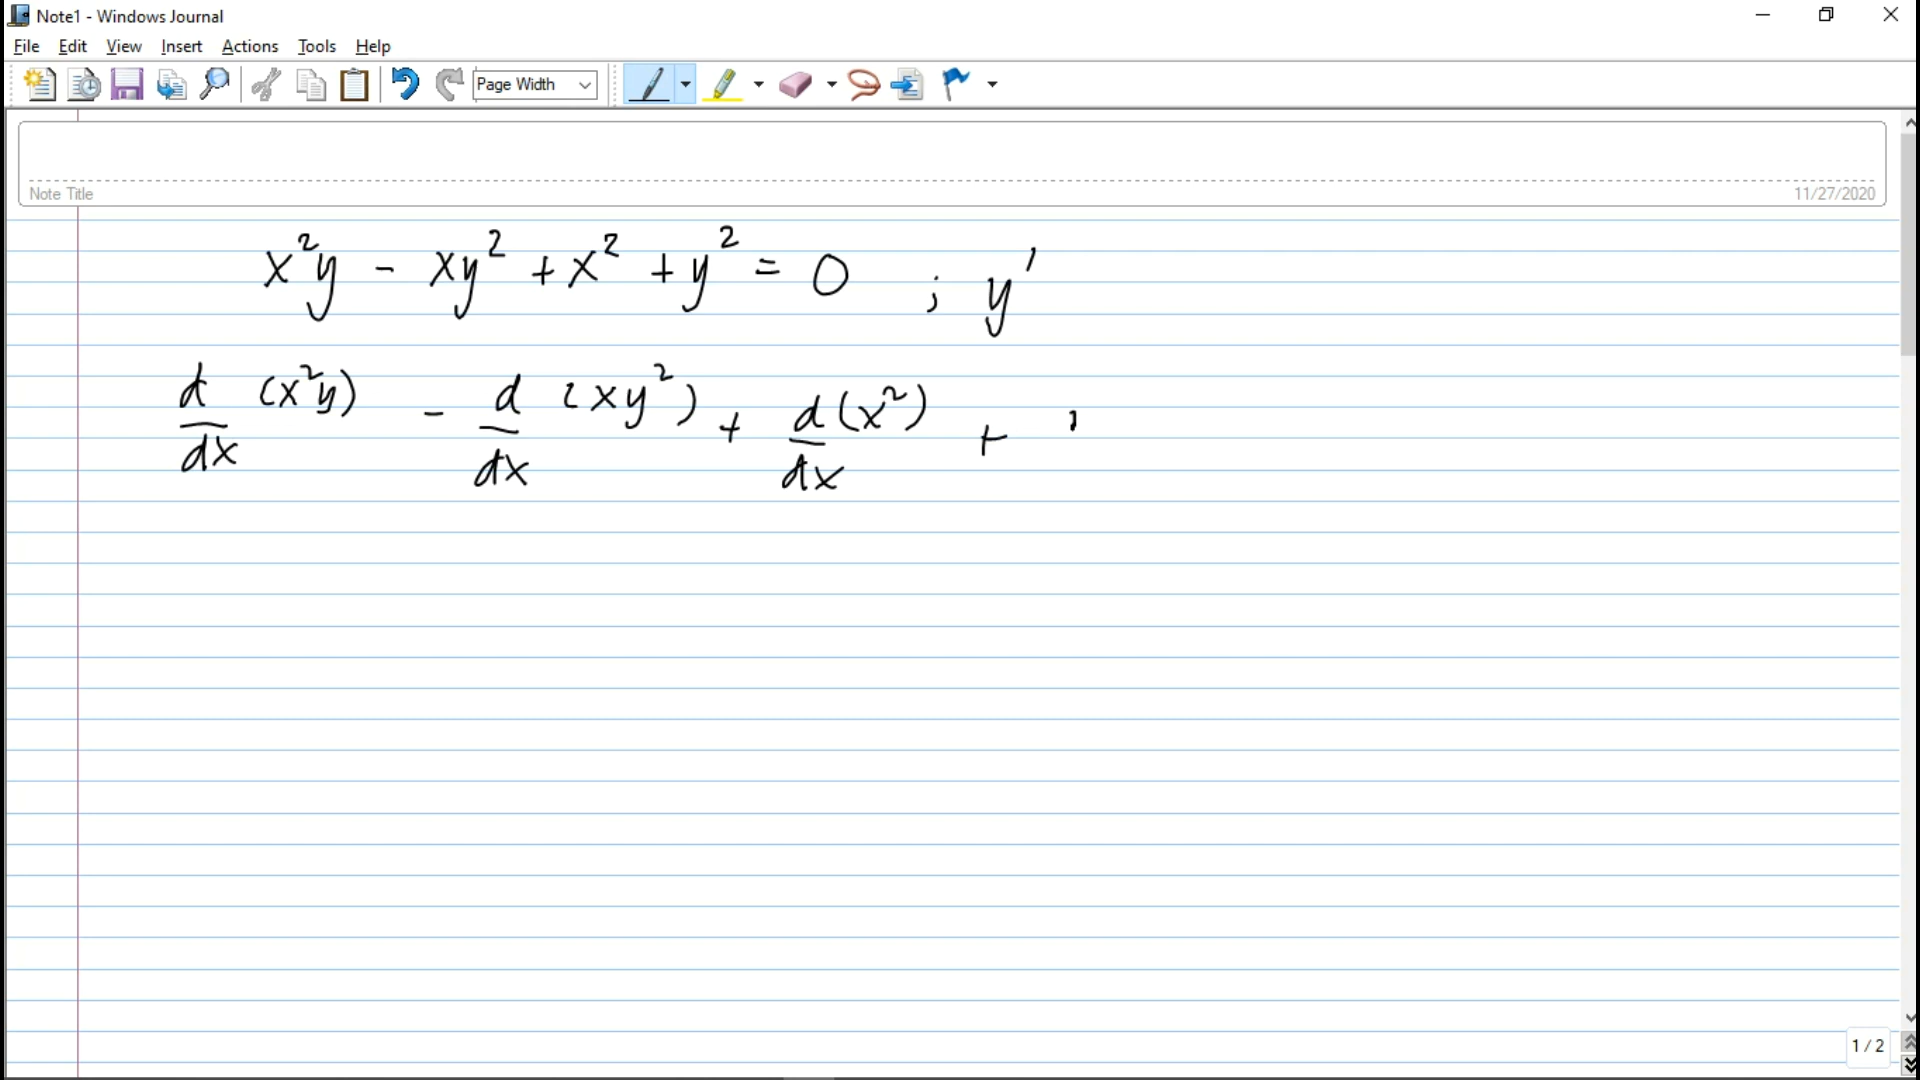 Note1 - Windows Journal
File Edit View Insert Actions Tools Help
Page Width
Note Title 11/27/2020
x²y - xy² + x² + y² = 0 ; y'
d/dx (x²y) - d/dx (xy²) + d/dx (x²) +
1 / 2